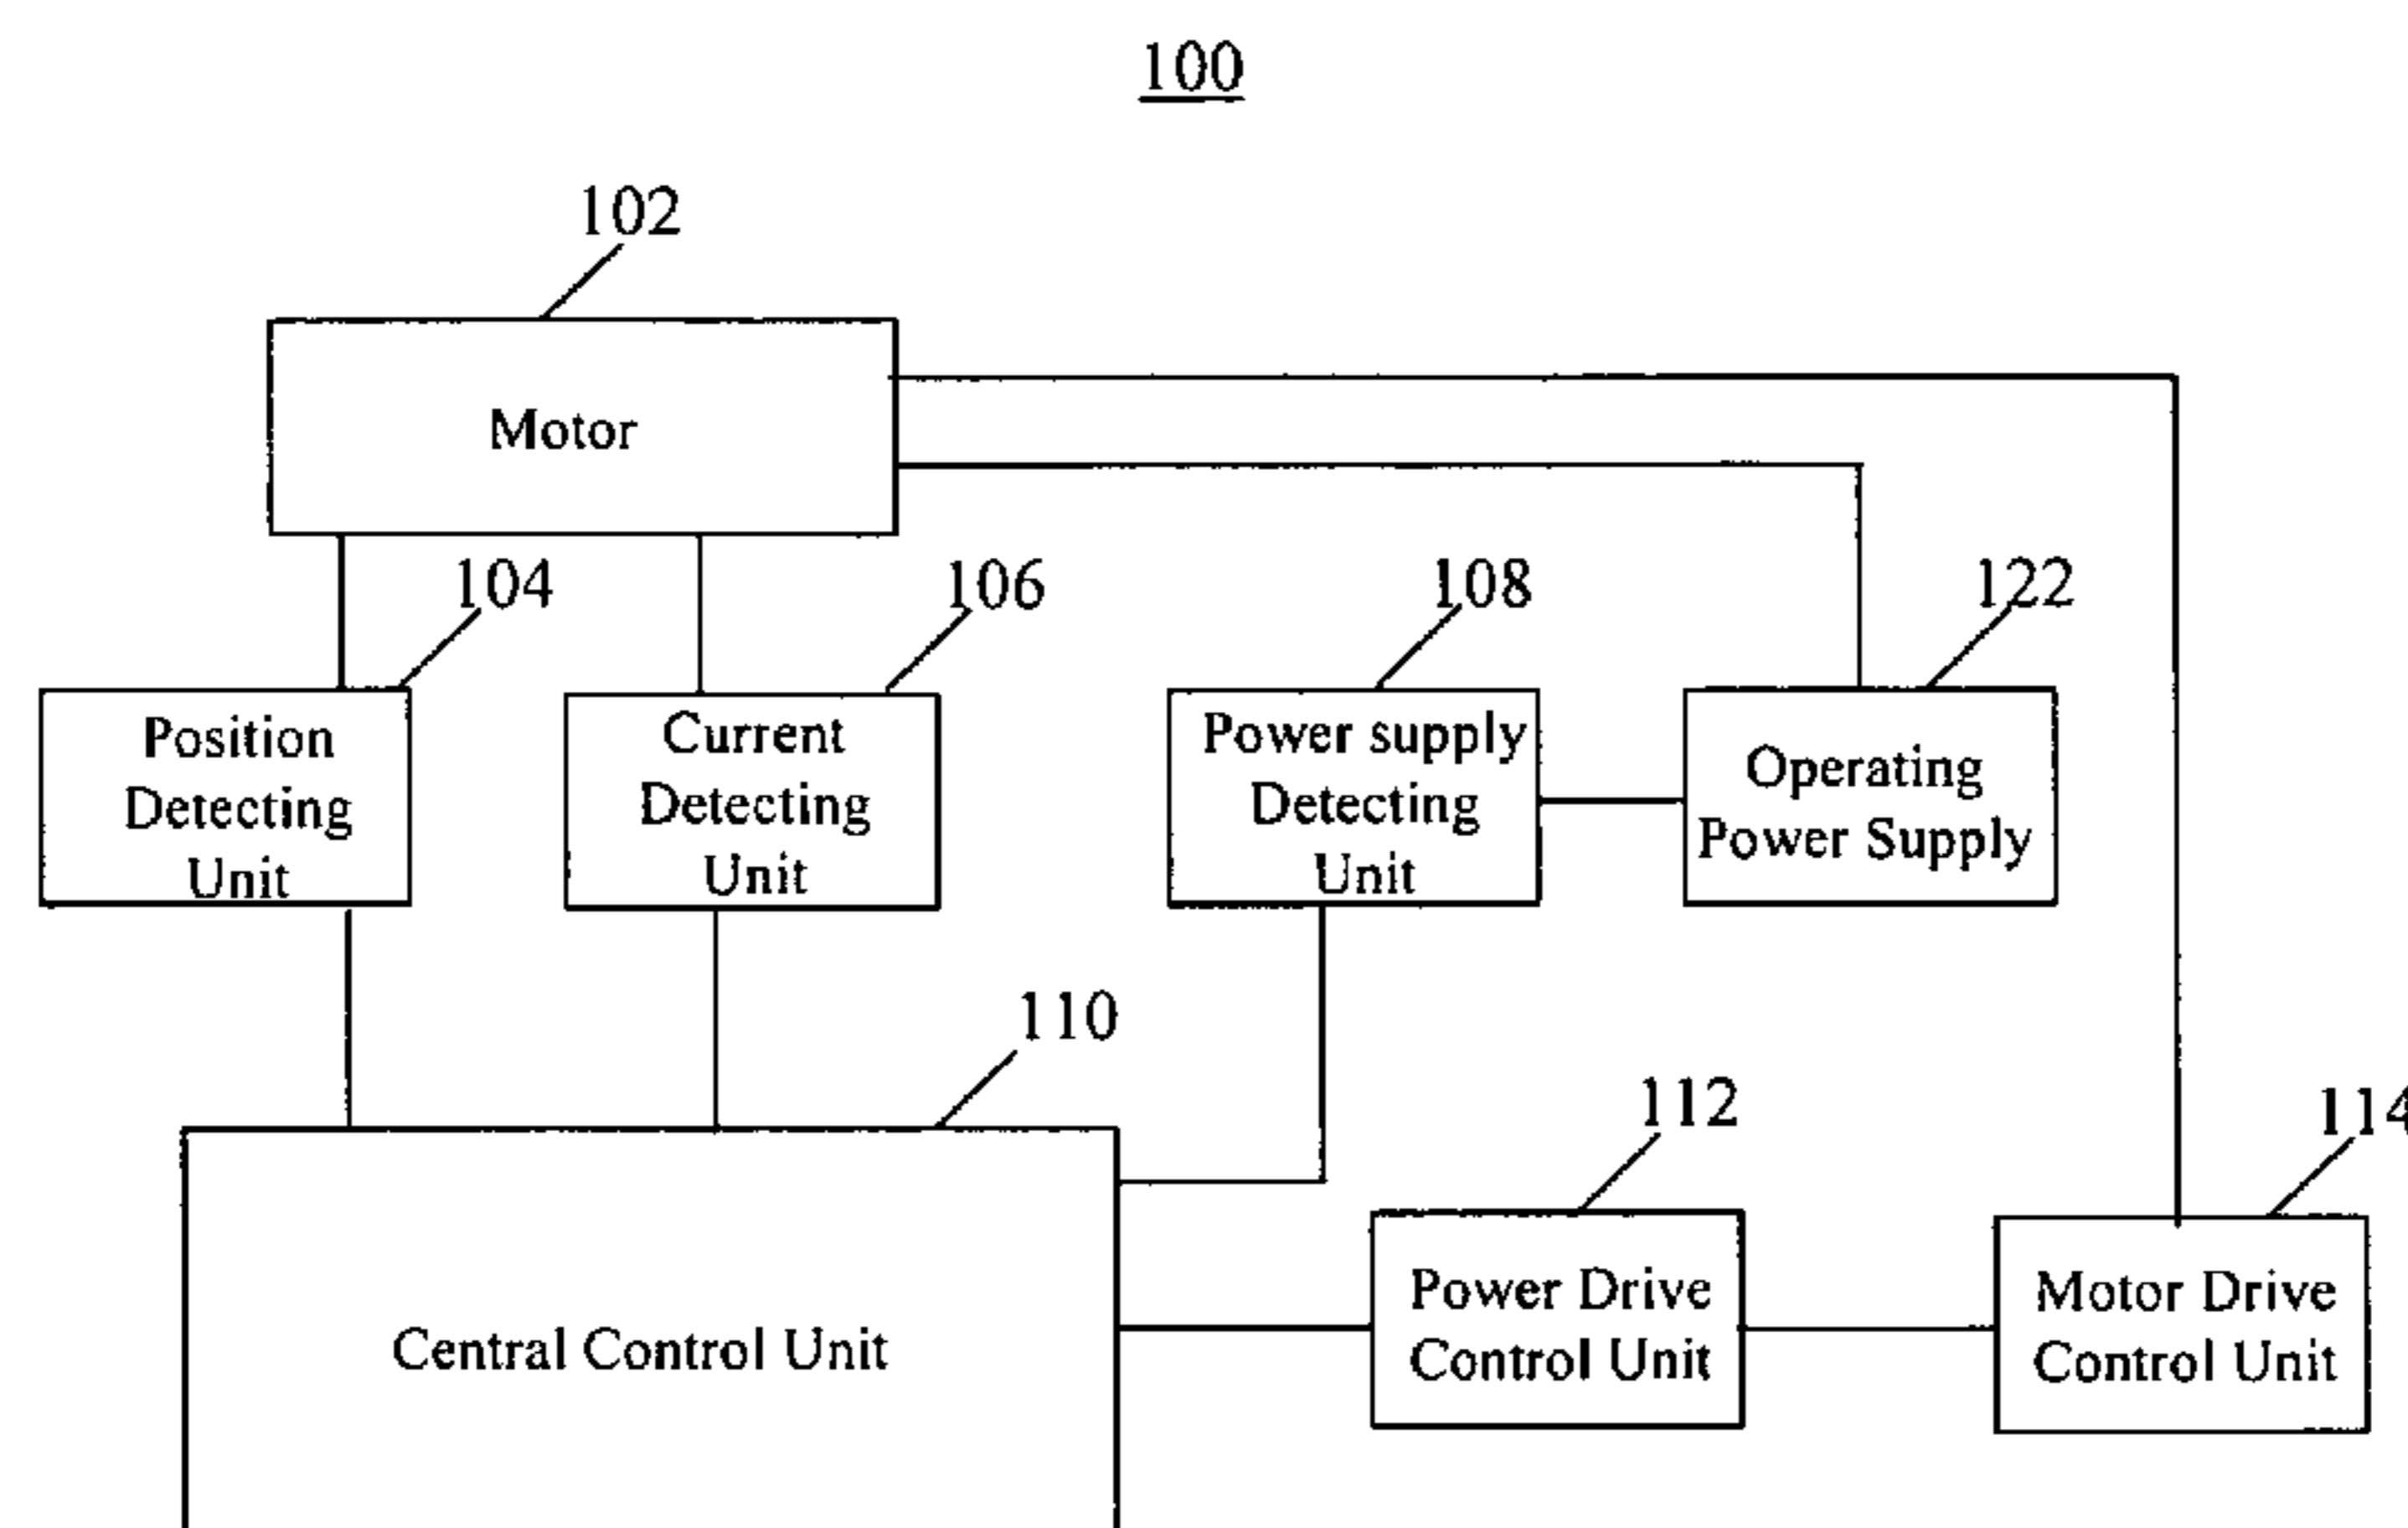 100
102
Motor
104
106
108
122
Position
Detecting
Unit
Current
Detecting
Unit
Power supply
Detecting
Unit
Operating
Power Supply
110
112
114
Central Control Unit
Power Drive
Control Unit
Motor Drive
Control Unit